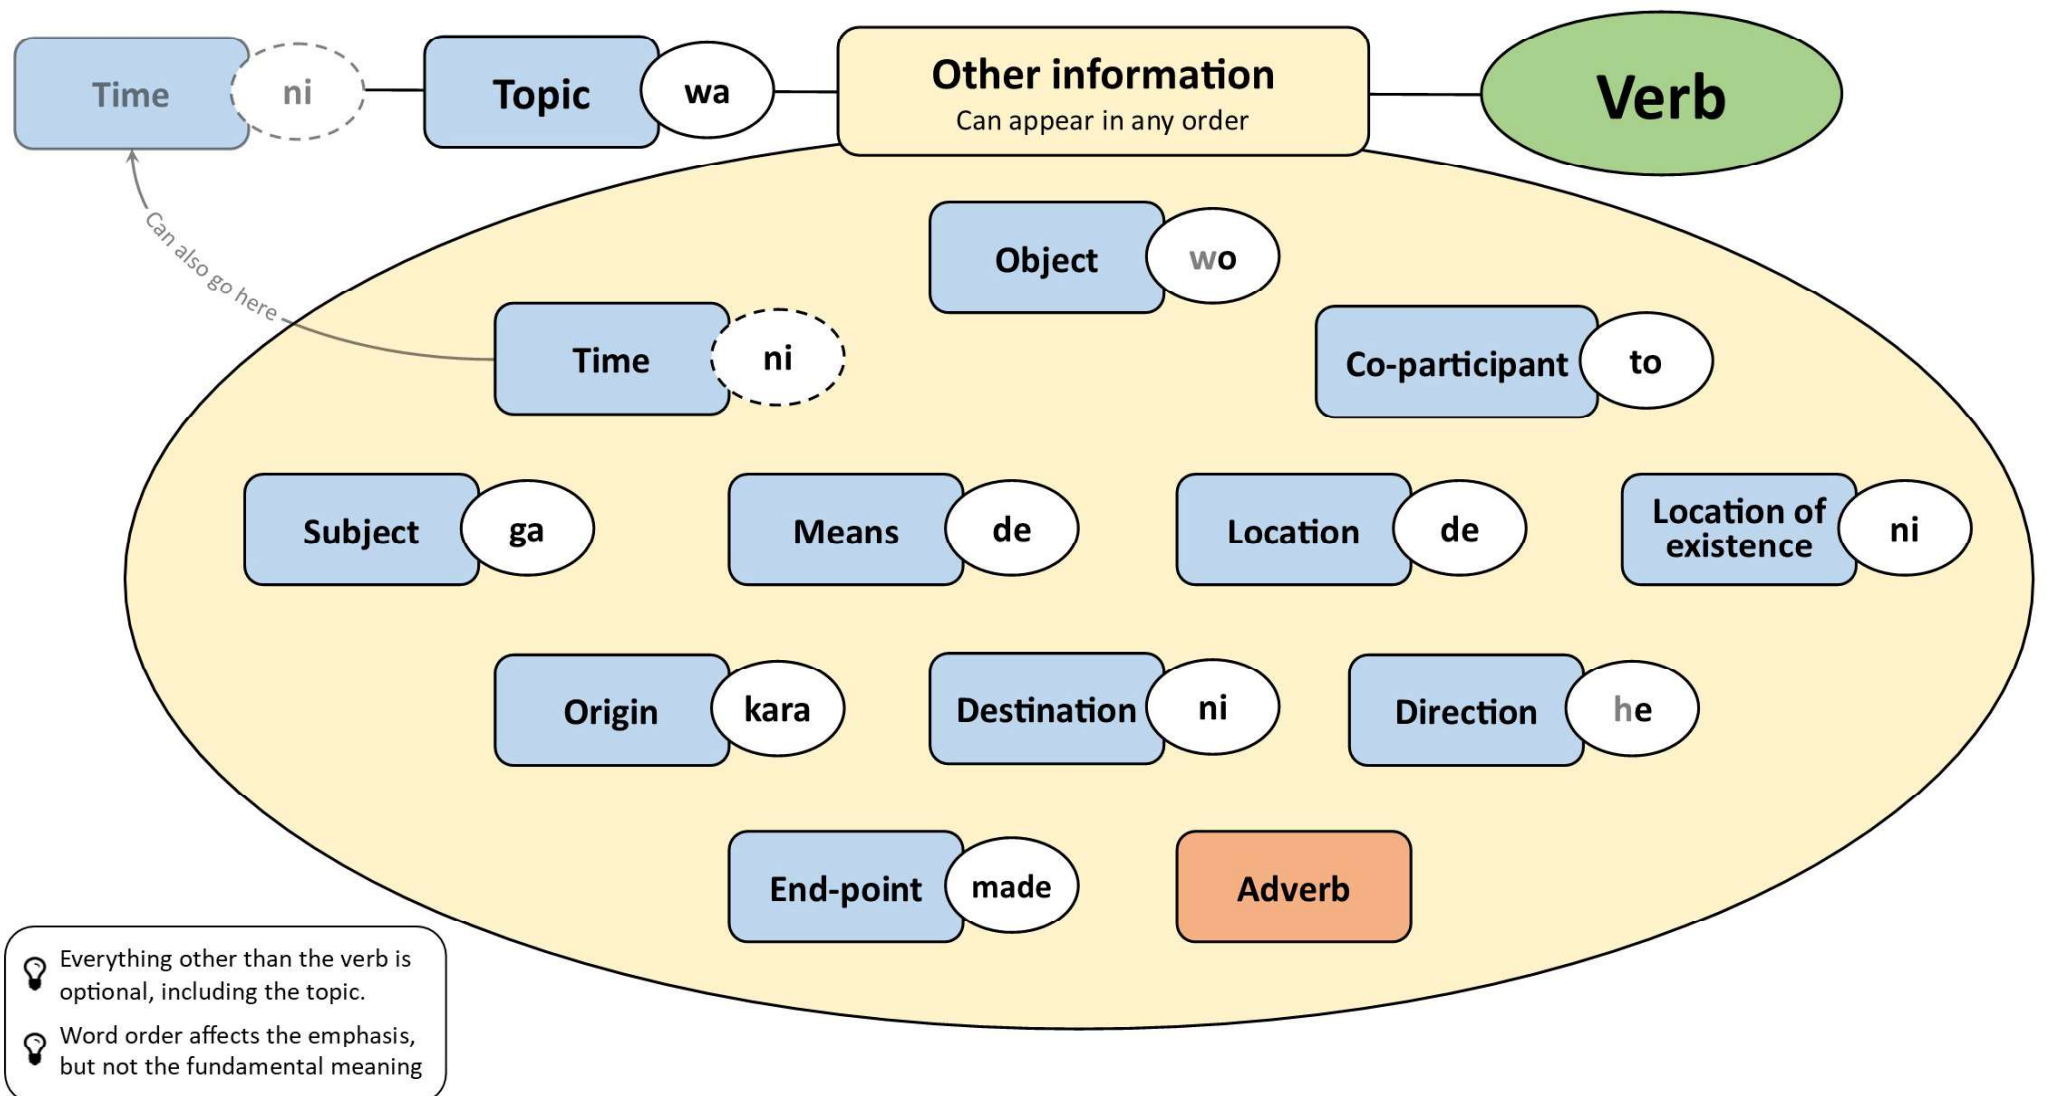 Time ni Topic wa Other information Verb
Can appear in any order
Can also go here
Object wo
Time ni
Co-participant to
Subject ga
Means de
Location de
Location of
existence
ni
Origin kara
Destination ni
Direction he
End-point made
Adverb
Everything other than the verb is
optional, including the topic.
Word order affects the emphasis,
but not the fundamental meaning